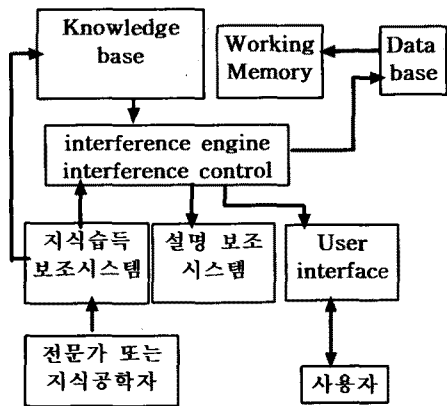 Knowledge
base
Working
Memory
Data
base
interference engine
interference control
지식습득
보조시스템
설명 보조
시스템
User
interface
전문가 또는
지식공학자
사용자